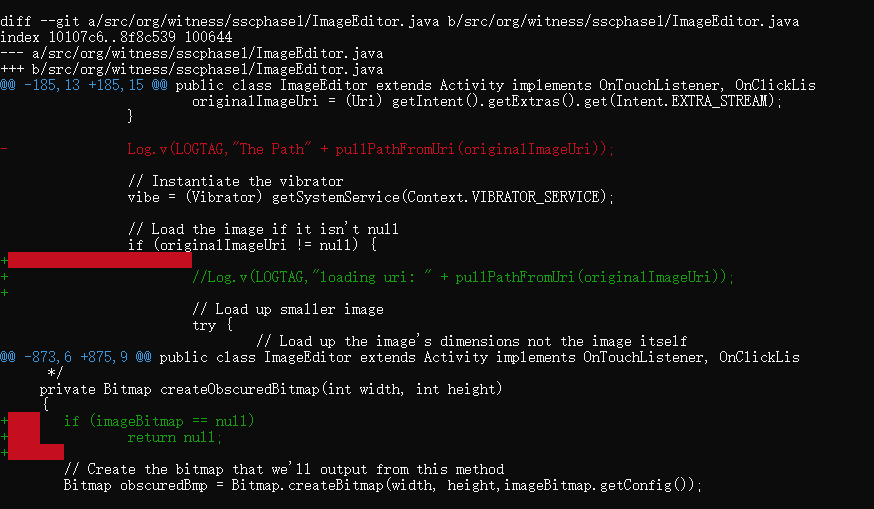 diff --git a/src/org/witness/sscphase1/ImageEditor.java b/src/org/witness/sscphase1/ImageEditor.java
index 10107c6..8f8c539 100644
--- a/src/org/witness/sscphase1/ImageEditor.java
+++ b/src/org/witness/sscphase1/ImageEditor.java
@@ -185,13 +185,15 @@ public class ImageEditor extends Activity implements OnTouchListener, OnClickLis
                        originalImageUri = (Uri) getIntent().getExtras().get(Intent.EXTRA_STREAM);
                }

-               Log.v(LOGTAG,"The Path" + pullPathFromUri(originalImageUri));

                // Instantiate the vibrator
                vibe = (Vibrator) getSystemService(Context.VIBRATOR_SERVICE);

                // Load the image if it isn't null
                if (originalImageUri != null) {
+
+                       //Log.v(LOGTAG,"loading uri: " + pullPathFromUri(originalImageUri));
+
                        // Load up smaller image
                        try {
                                // Load up the image's dimensions not the image itself
@@ -873,6 +875,9 @@ public class ImageEditor extends Activity implements OnTouchListener, OnClickLis
      */
     private Bitmap createObscuredBitmap(int width, int height)
     {
+       if (imageBitmap == null)
+               return null;
+
        // Create the bitmap that we'll output from this method
        Bitmap obscuredBmp = Bitmap.createBitmap(width, height,imageBitmap.getConfig());